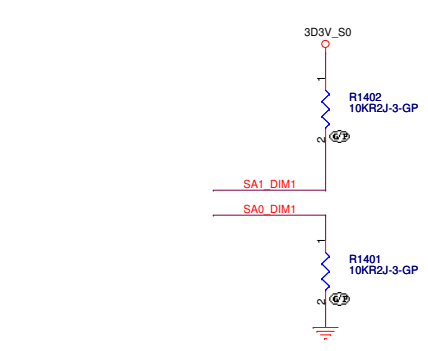 3D3V_S0
1
R1402
10KR2J-3-GP
2
G/P
SA1_DIM1
SA0_DIM1
1
R1401
10KR2J-3-GP
2
G/P